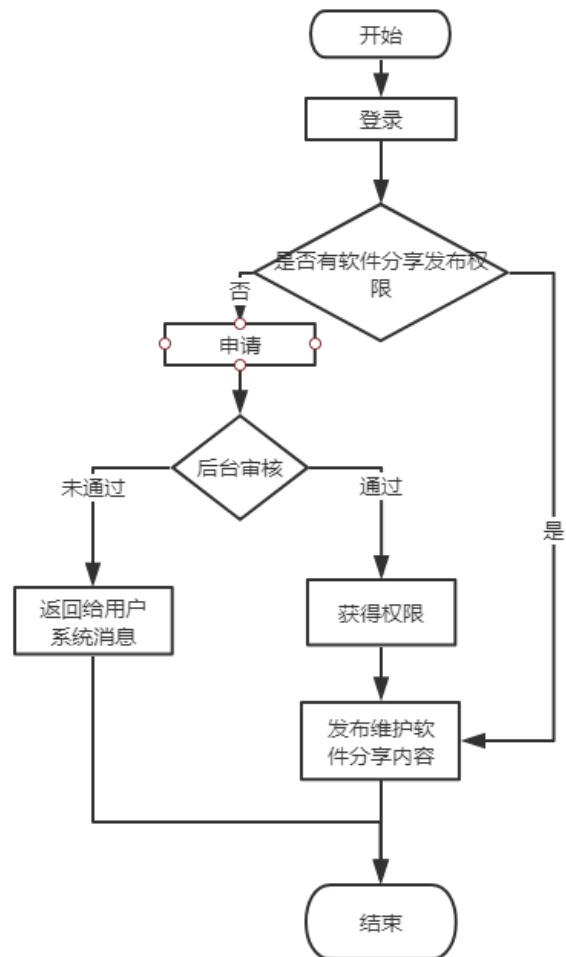 开始
登录
是否有软件分享发布权
限
否
申请
后台审核
未通过
通过
是
返回给用户
系统消息
获得权限
发布维护软
件分享内容
结束